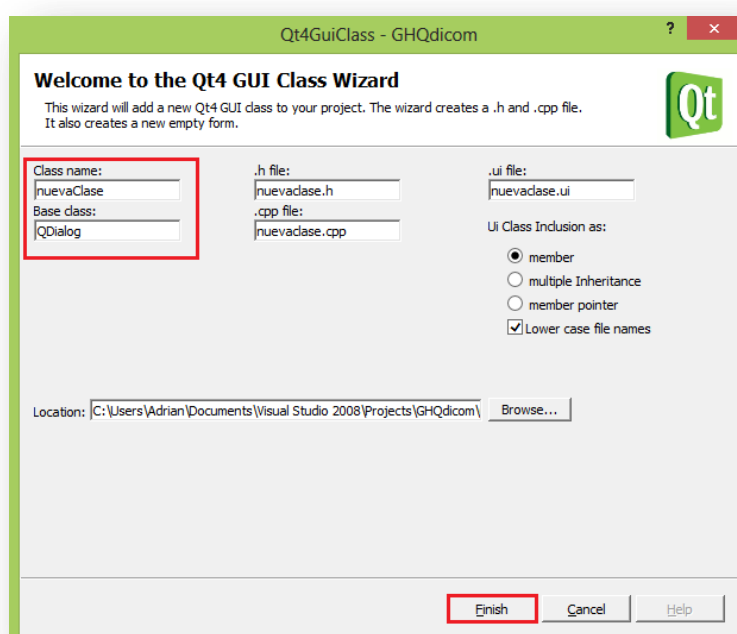 Qt4GuiClass - GHQdicom
?
Welcome to the Qt4 GUI Class Wizard
This wizard will add a new Qt4 GUI class to your project. The wizard creates a .h and .cpp file.
It also creates a new empty form.
Qt
Class name:
nuevaClase
Base class:
QDialog
.h file:
nuevaclase.h
.cpp file:
nuevaclase.cpp
.ui file:
nuevaclase.ui
Ui Class Inclusion as:
member
multiple Inheritance
member pointer
Lower case file names
Location:
C:\Users\Adrian\Documents\Visual Studio 2008\Projects\GHQdicom\
Browse...
Finish
Cancel
Help